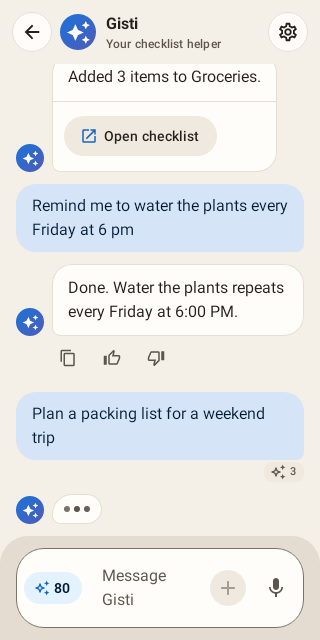 Gisti
Your checklist helper
Added 3 items to Groceries.
Open checklist
Remind me to water the plants every
Friday at 6 pm
Done. Water the plants repeats
every Friday at 6:00 PM.
Plan a packing list for a weekend
trip
3
80
Message
Gisti